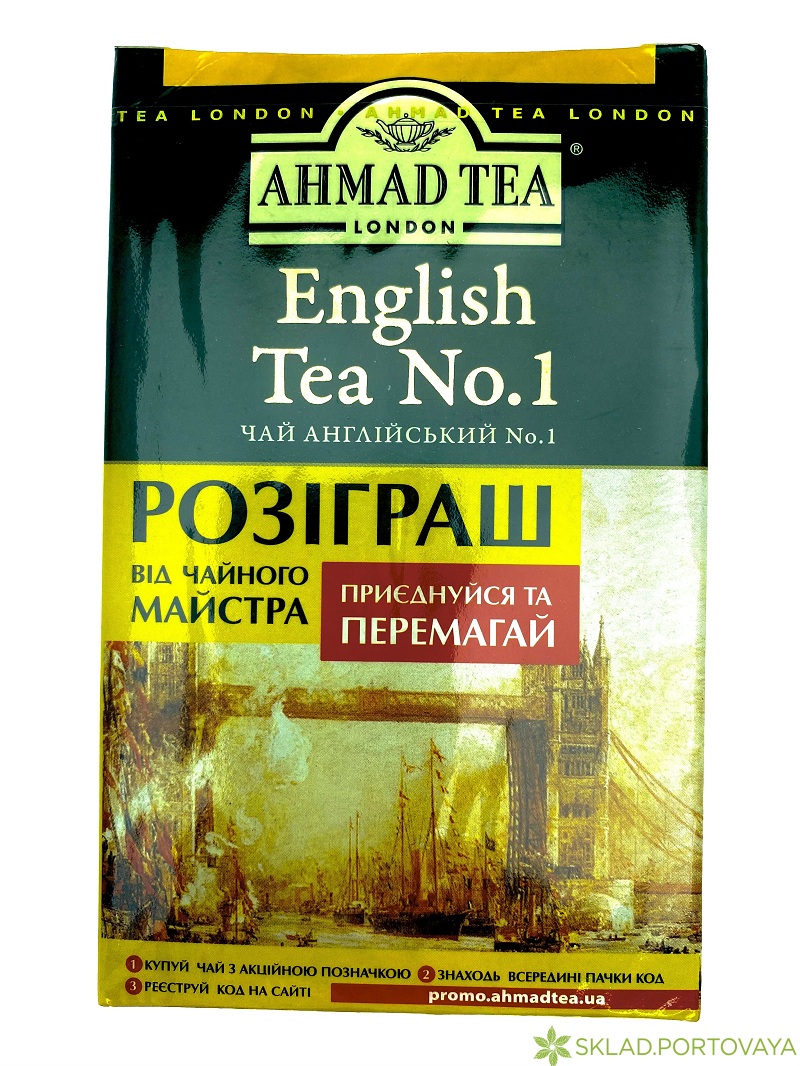 TEA LONDON • AHMAD TEA LONDON
AHMAD TEA ®
LONDON
English
Tea No.1
ЧАЙ АНГЛІЙСЬКИЙ No.1
РОЗІГРАШ
ВІД ЧАЙНОГО
МАЙСТРА
ПРИЄДНУЙСЯ ТА
ПЕРЕМАГАЙ
1 КУПУЙ ЧАЙ З АКЦІЙНОЮ ПОЗНАЧКОЮ 2 ЗНАХОДЬ ВСЕРЕДИНІ ПАЧКИ КОД
3 РЕЄСТРУЙ КОД НА САЙТІ promo.ahmadtea.ua
SKLAD.PORTOVAYA